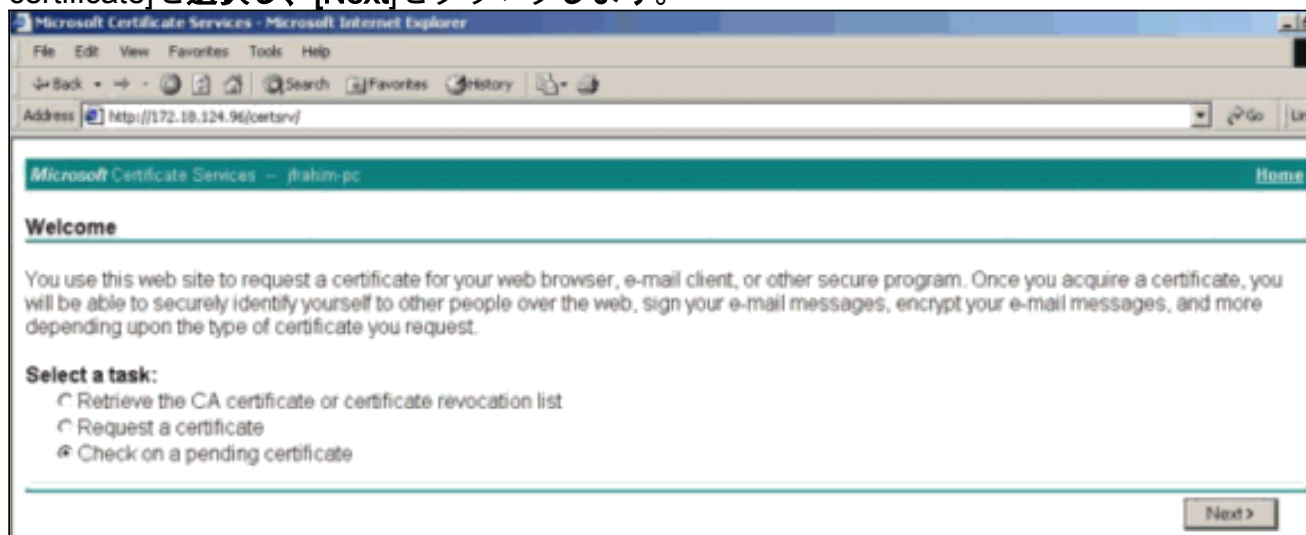 certificate]を選択し、[Next]をクリックします。
Microsoft Certificate Services - Microsoft Internet Explorer
File Edit View Favorites Tools Help
Back Search Favorites History
Address http://172.18.124.96/certsrv/ Go
Microsoft Certificate Services -- jfrahim-pc Home
Welcome
You use this web site to request a certificate for your web browser, e-mail client, or other secure program. Once you acquire a certificate, you
will be able to securely identify yourself to other people over the web, sign your e-mail messages, encrypt your e-mail messages, and more
depending upon the type of certificate you request.
Select a task:
Retrieve the CA certificate or certificate revocation list
Request a certificate
Check on a pending certificate
Next >